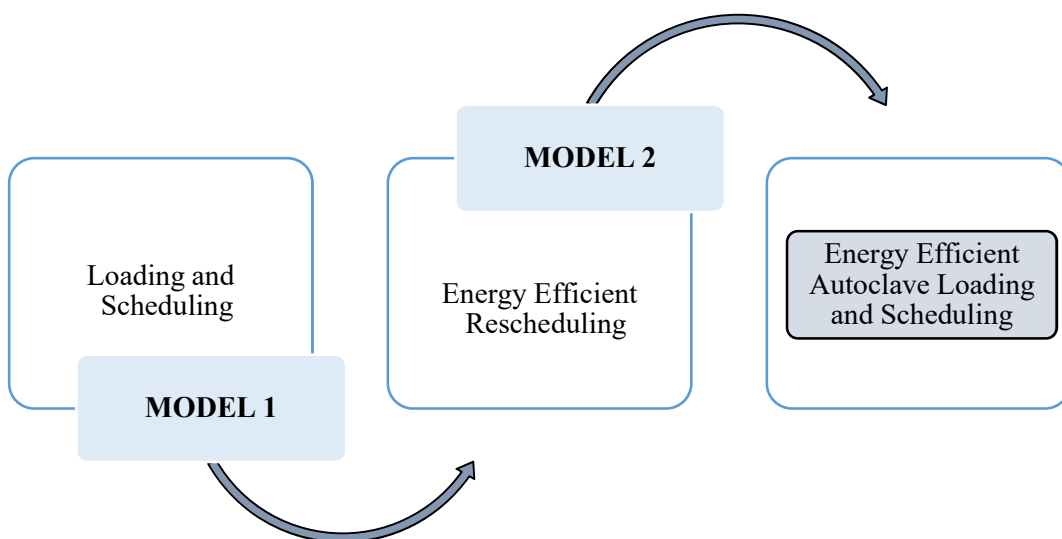 Loading and
Scheduling
MODEL 1
MODEL 2
Energy Efficient
Rescheduling
Energy Efficient
Autoclave Loading
and Scheduling